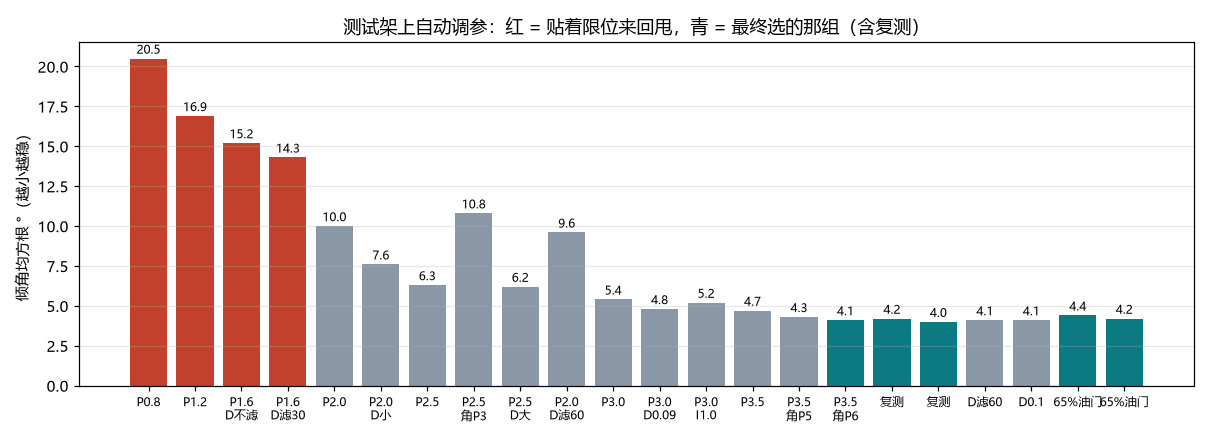 测试架上自动调参：红 = 贴着限位来回甩，青 = 最终选的那组（含复测）
倾角均方根 °（越小越稳）
20.0
17.5
15.0
12.5
10.0
7.5
5.0
2.5
0.0
20.5
16.9
15.2
14.3
10.0
7.6
6.3
10.8
6.2
9.6
5.4
4.8
5.2
4.7
4.3
4.1
4.2
4.0
4.1
4.1
4.4
4.2
P0.8
P1.2
P1.6
D不滤
P1.6
D滤30
P2.0
P2.0
D小
P2.5
P2.5
角P3
P2.5
D大
P2.0
D滤60
P3.0
P3.0
D0.09
P3.0
I1.0
P3.5
P3.5
角P5
P3.5
角P6
复测
复测
D滤60
D0.1
65%油门
65%油门